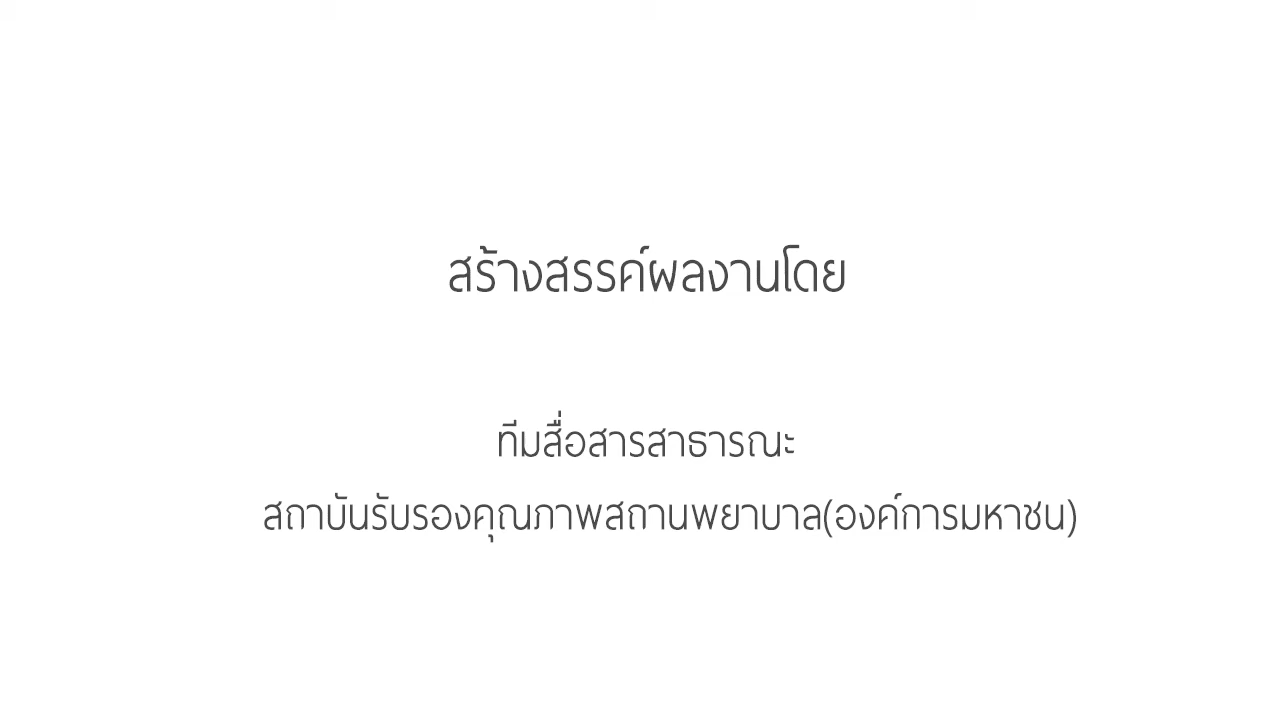 สร้างสรรค์ผลงานโดย
ทีมสื่อสารสาธารณะ
สถาบันรับรองคุณภาพสถานพยาบาล(องค์การมหาชน)